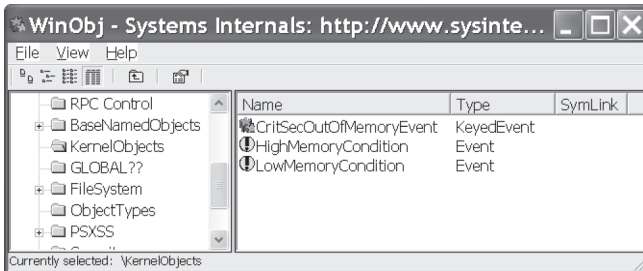 WinObj - Systems Internals: http://www.sysinte...
File View Help
RPC Control
BaseNamedObjects
KernelObjects
GLOBAL??
FileSystem
ObjectTypes
PSXSS
Name Type SymLink
CritSecOutOfMemoryEvent KeyedEvent
HighMemoryCondition Event
LowMemoryCondition Event
Currently selected: \KernelObjects